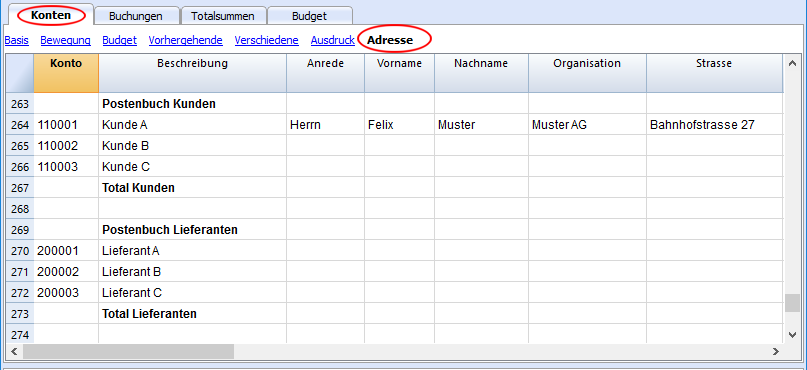 Konten Buchungen Totalsummen Budget
Basis Bewegung Budget Vorhergehende Verschiedene Ausdruck Adresse
Konto Beschreibung Anrede Vorname Nachname Organisation Strasse
263 Postenbuch Kunden
264 110001 Kunde A Herrn Felix Muster Muster AG Bahnhofstrasse 27
265 110002 Kunde B
266 110003 Kunde C
267 Total Kunden
268
269 Postenbuch Lieferanten
270 200001 Lieferant A
271 200002 Lieferant B
272 200003 Lieferant C
273 Total Lieferanten
274